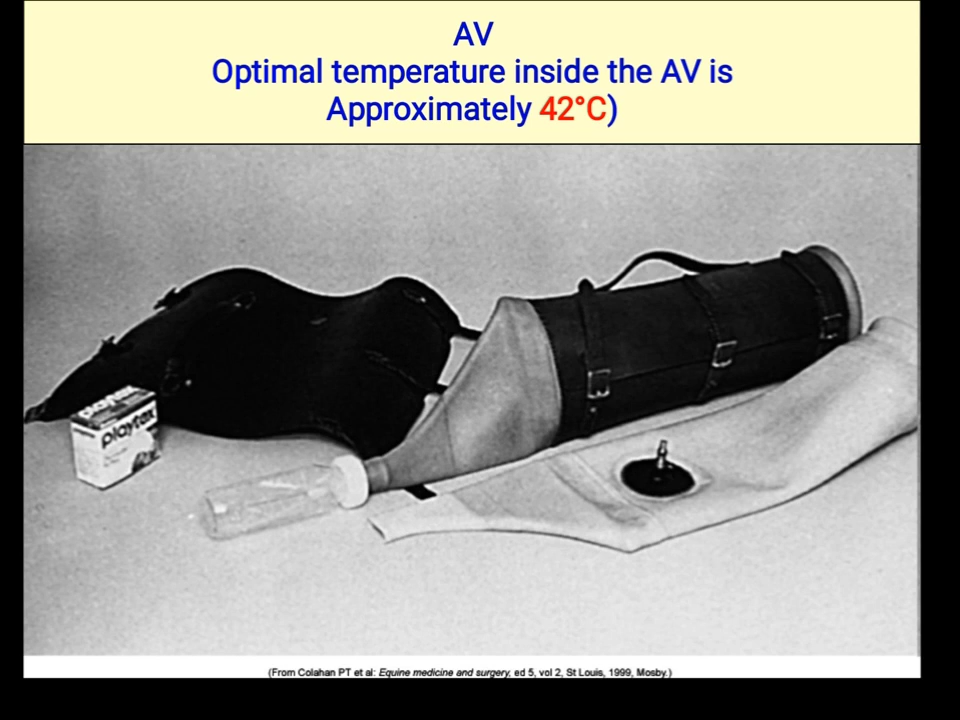 AV
Optimal temperature inside the AV is
Approximately 42°C)
playtex
(From Colahan PT et al: Equine medicine and surgery, ed 5, vol 2, St Louis, 1999, Mosby.)